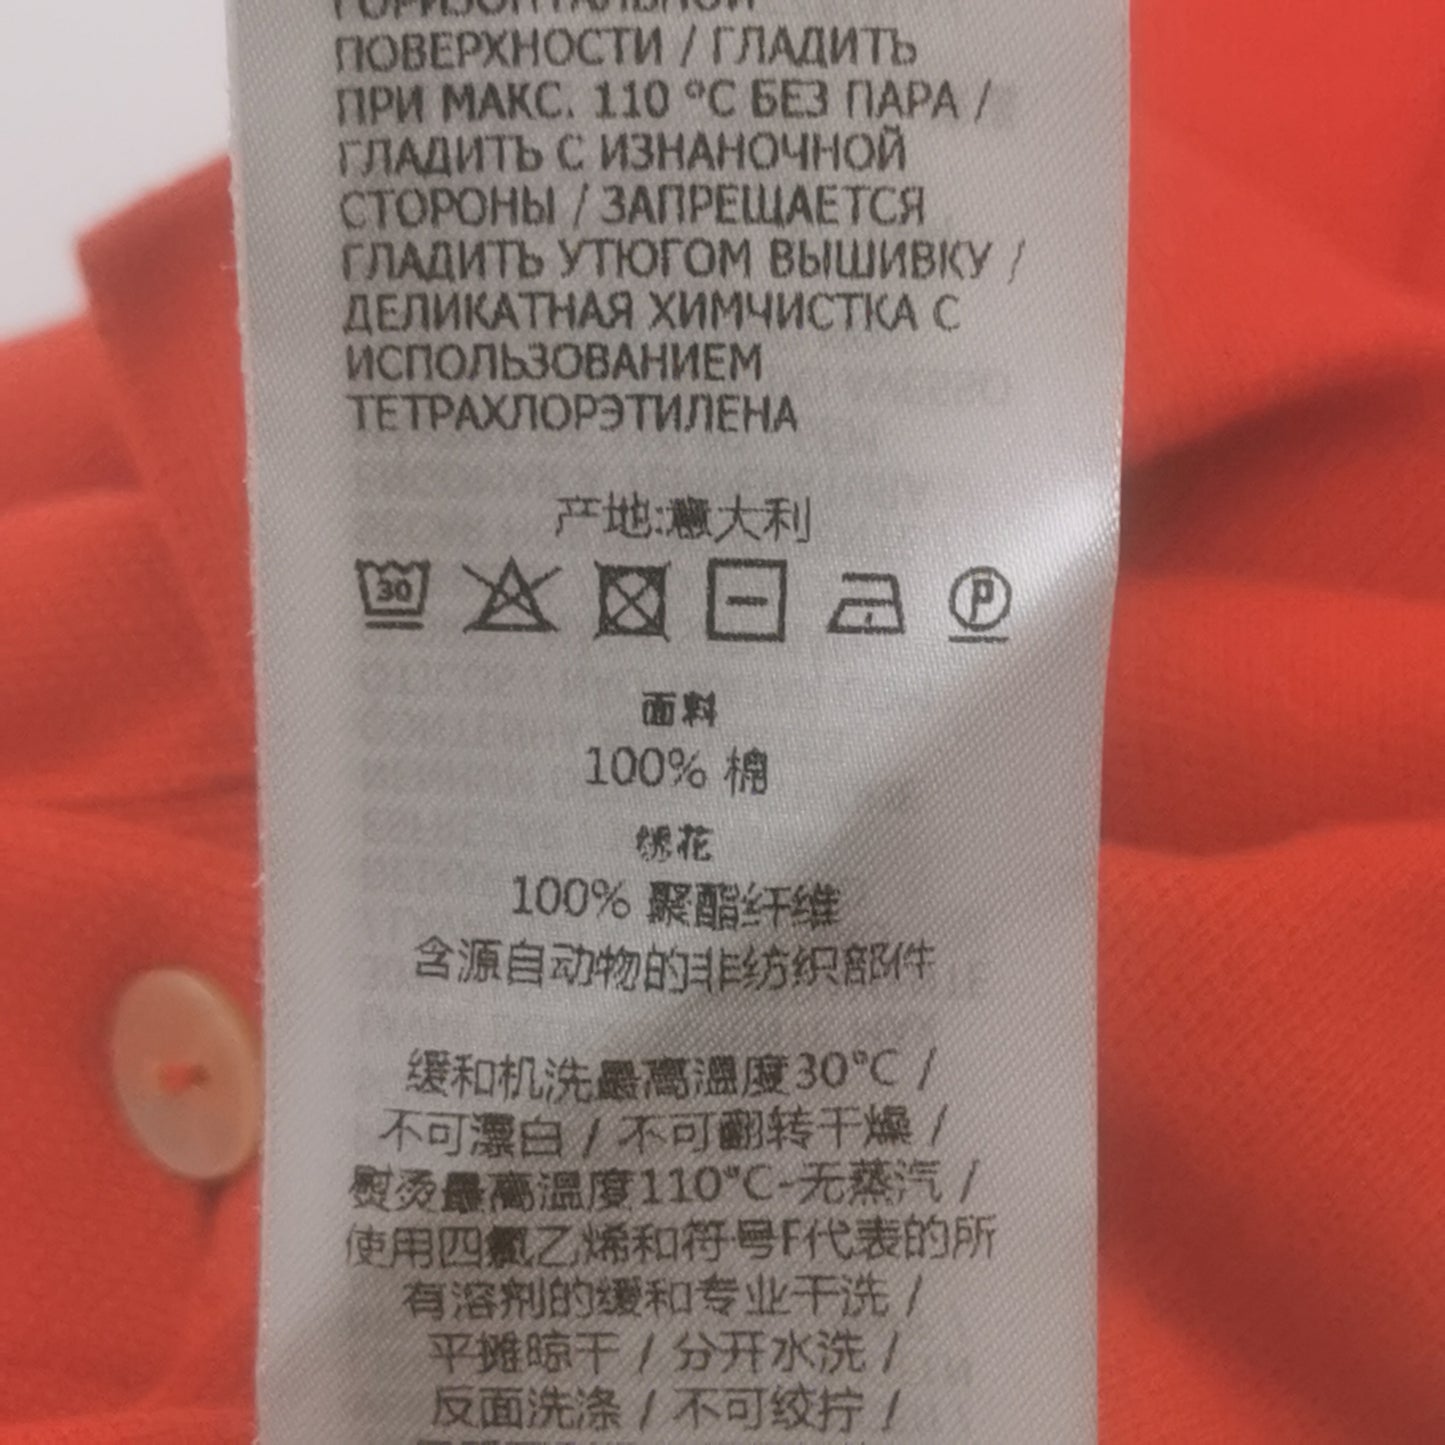 ГОРИЗОНТАЛЬНОЙ
ПОВЕРХНОСТИ / ГЛАДИТЬ
ПРИ МАКС. 110 °C БЕЗ ПАРА /
ГЛАДИТЬ С ИЗНАНОЧНОЙ
СТОРОНЫ / ЗАПРЕЩАЕТСЯ
ГЛАДИТЬ УТЮГОМ ВЫШИВКУ /
ДЕЛИКАТНАЯ ХИМЧИСТКА С
ИСПОЛЬЗОВАНИЕМ
ТЕТРАХЛОРЭТИЛЕНА
产地:意大利
30 P
面料
100% 棉
绣花
100% 聚酯纤维
含源自动物的非纺织部件
缓和机洗最高温度30°C /
不可漂白 / 不可翻转干燥 /
熨烫最高温度110°C-无蒸汽 /
使用四氯乙烯和符号F代表的所
有溶剂的缓和专业干洗 /
平摊晾干 / 分开水洗 /
反面洗涤 / 不可绞拧 /